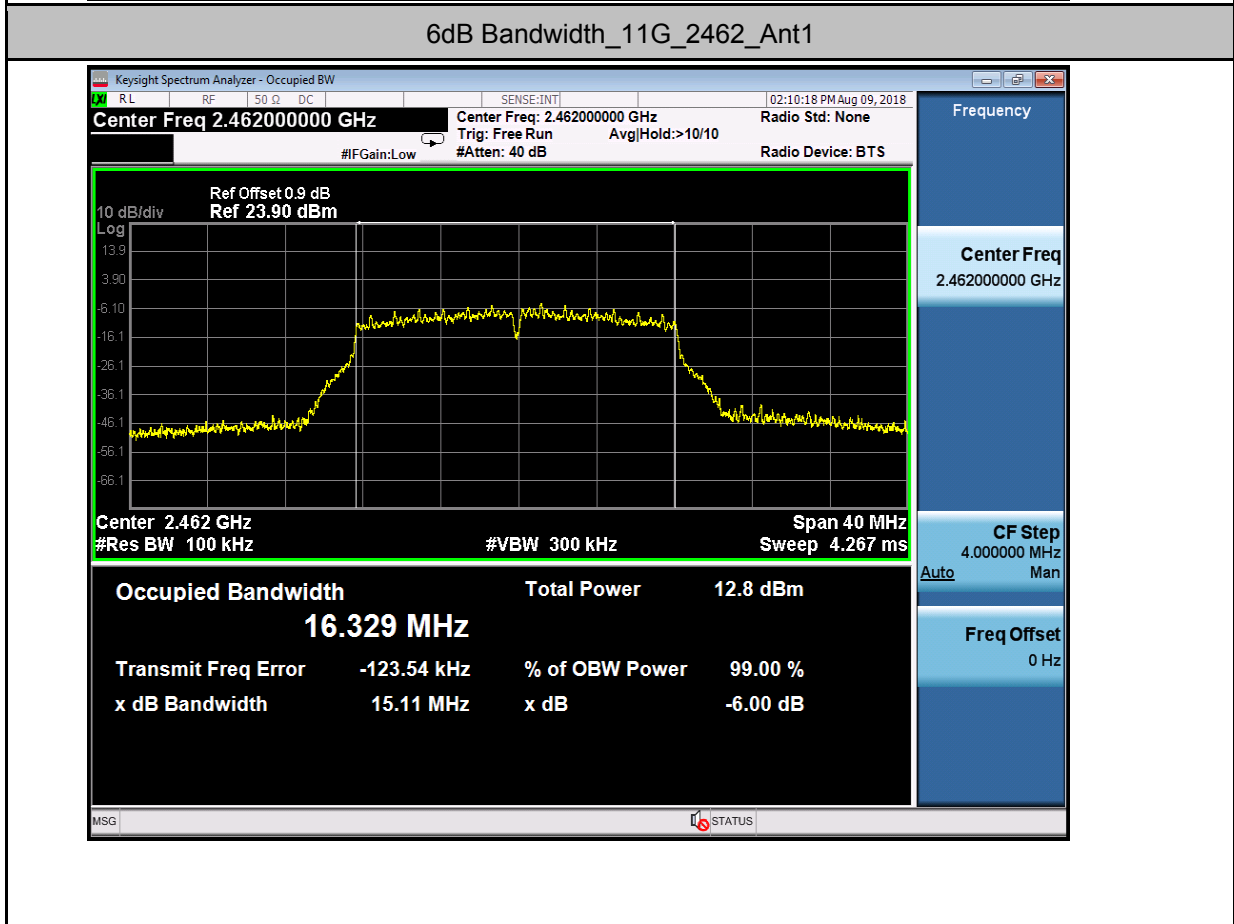 6dB Bandwidth_11G_2462_Ant1
Keysight Spectrum Analyzer - Occupied BW
LXI RL RF 50 Ω DC SENSE:INT 02:10:18 PM Aug 09, 2018
Center Freq 2.462000000 GHz Center Freq: 2.462000000 GHz Radio Std: None
Trig: Free Run Avg|Hold:>10/10
#IFGain:Low #Atten: 40 dB Radio Device: BTS
Frequency
Ref Offset 0.9 dB
10 dB/div Ref 23.90 dBm
Log
13.9
3.90
-6.10
-16.1
-26.1
-36.1
-46.1
-56.1
-66.1
Center 2.462 GHz Span 40 MHz
#Res BW 100 kHz #VBW 300 kHz Sweep 4.267 ms
Center Freq
2.462000000 GHz
CF Step
4.000000 MHz
Auto Man
Freq Offset
0 Hz
Occupied Bandwidth Total Power 12.8 dBm
16.329 MHz
Transmit Freq Error -123.54 kHz % of OBW Power 99.00 %
x dB Bandwidth 15.11 MHz x dB -6.00 dB
MSG STATUS